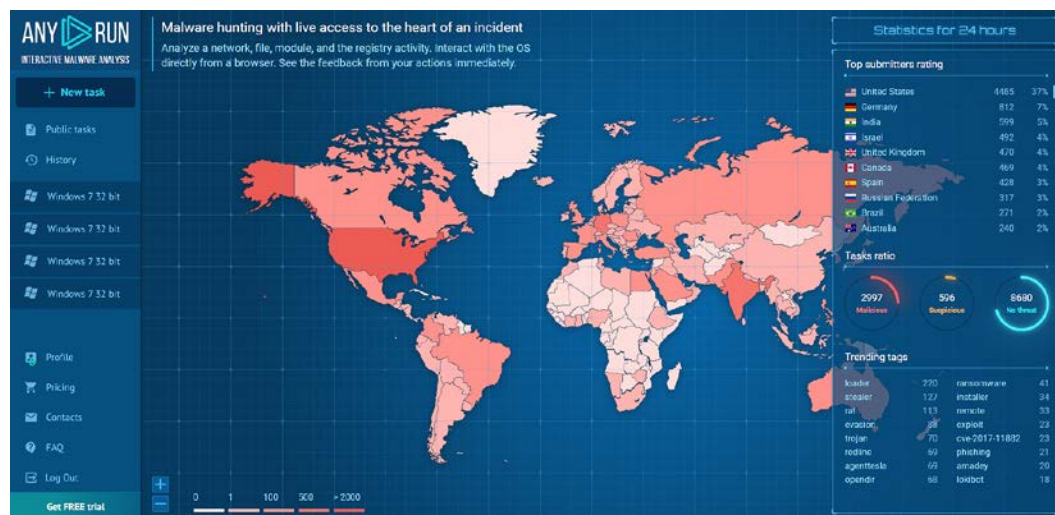 ANY RUN
INTERACTIVE MALWARE ANALYSIS
+ New task
Public tasks
History
Windows 7 32 bit
Windows 7 32 bit
Windows 7 32 bit
Windows 7 32 bit
Profile
Pricing
Contacts
FAQ
Log Out
Get FREE trial
Malware hunting with live access to the heart of an incident
Analyze a network, file, module, and the registry activity. Interact with the OS
directly from a browser. See the feedback from your actions immediately.
+
−
0 1 100 500 > 2000
Statistics for 24 hours
Top submitters rating
United States 4485 37%
Germany 812 7%
India 599 5%
Israel 492 4%
United Kingdom 470 4%
Canada 469 4%
Spain 428 3%
Russian Federation 317 3%
Brazil 271 2%
Australia 240 2%
Tasks ratio
2997 Malicious
596 Suspicious
8680 No threat
Trending tags
loader 220 ransomware 41
stealer 127 installer 34
rat 113 remote 33
evasion 88 exploit 23
trojan 70 cve-2017-11882 23
redline 69 phishing 21
agenttesla 69 amadey 20
opendir 68 lokibot 18